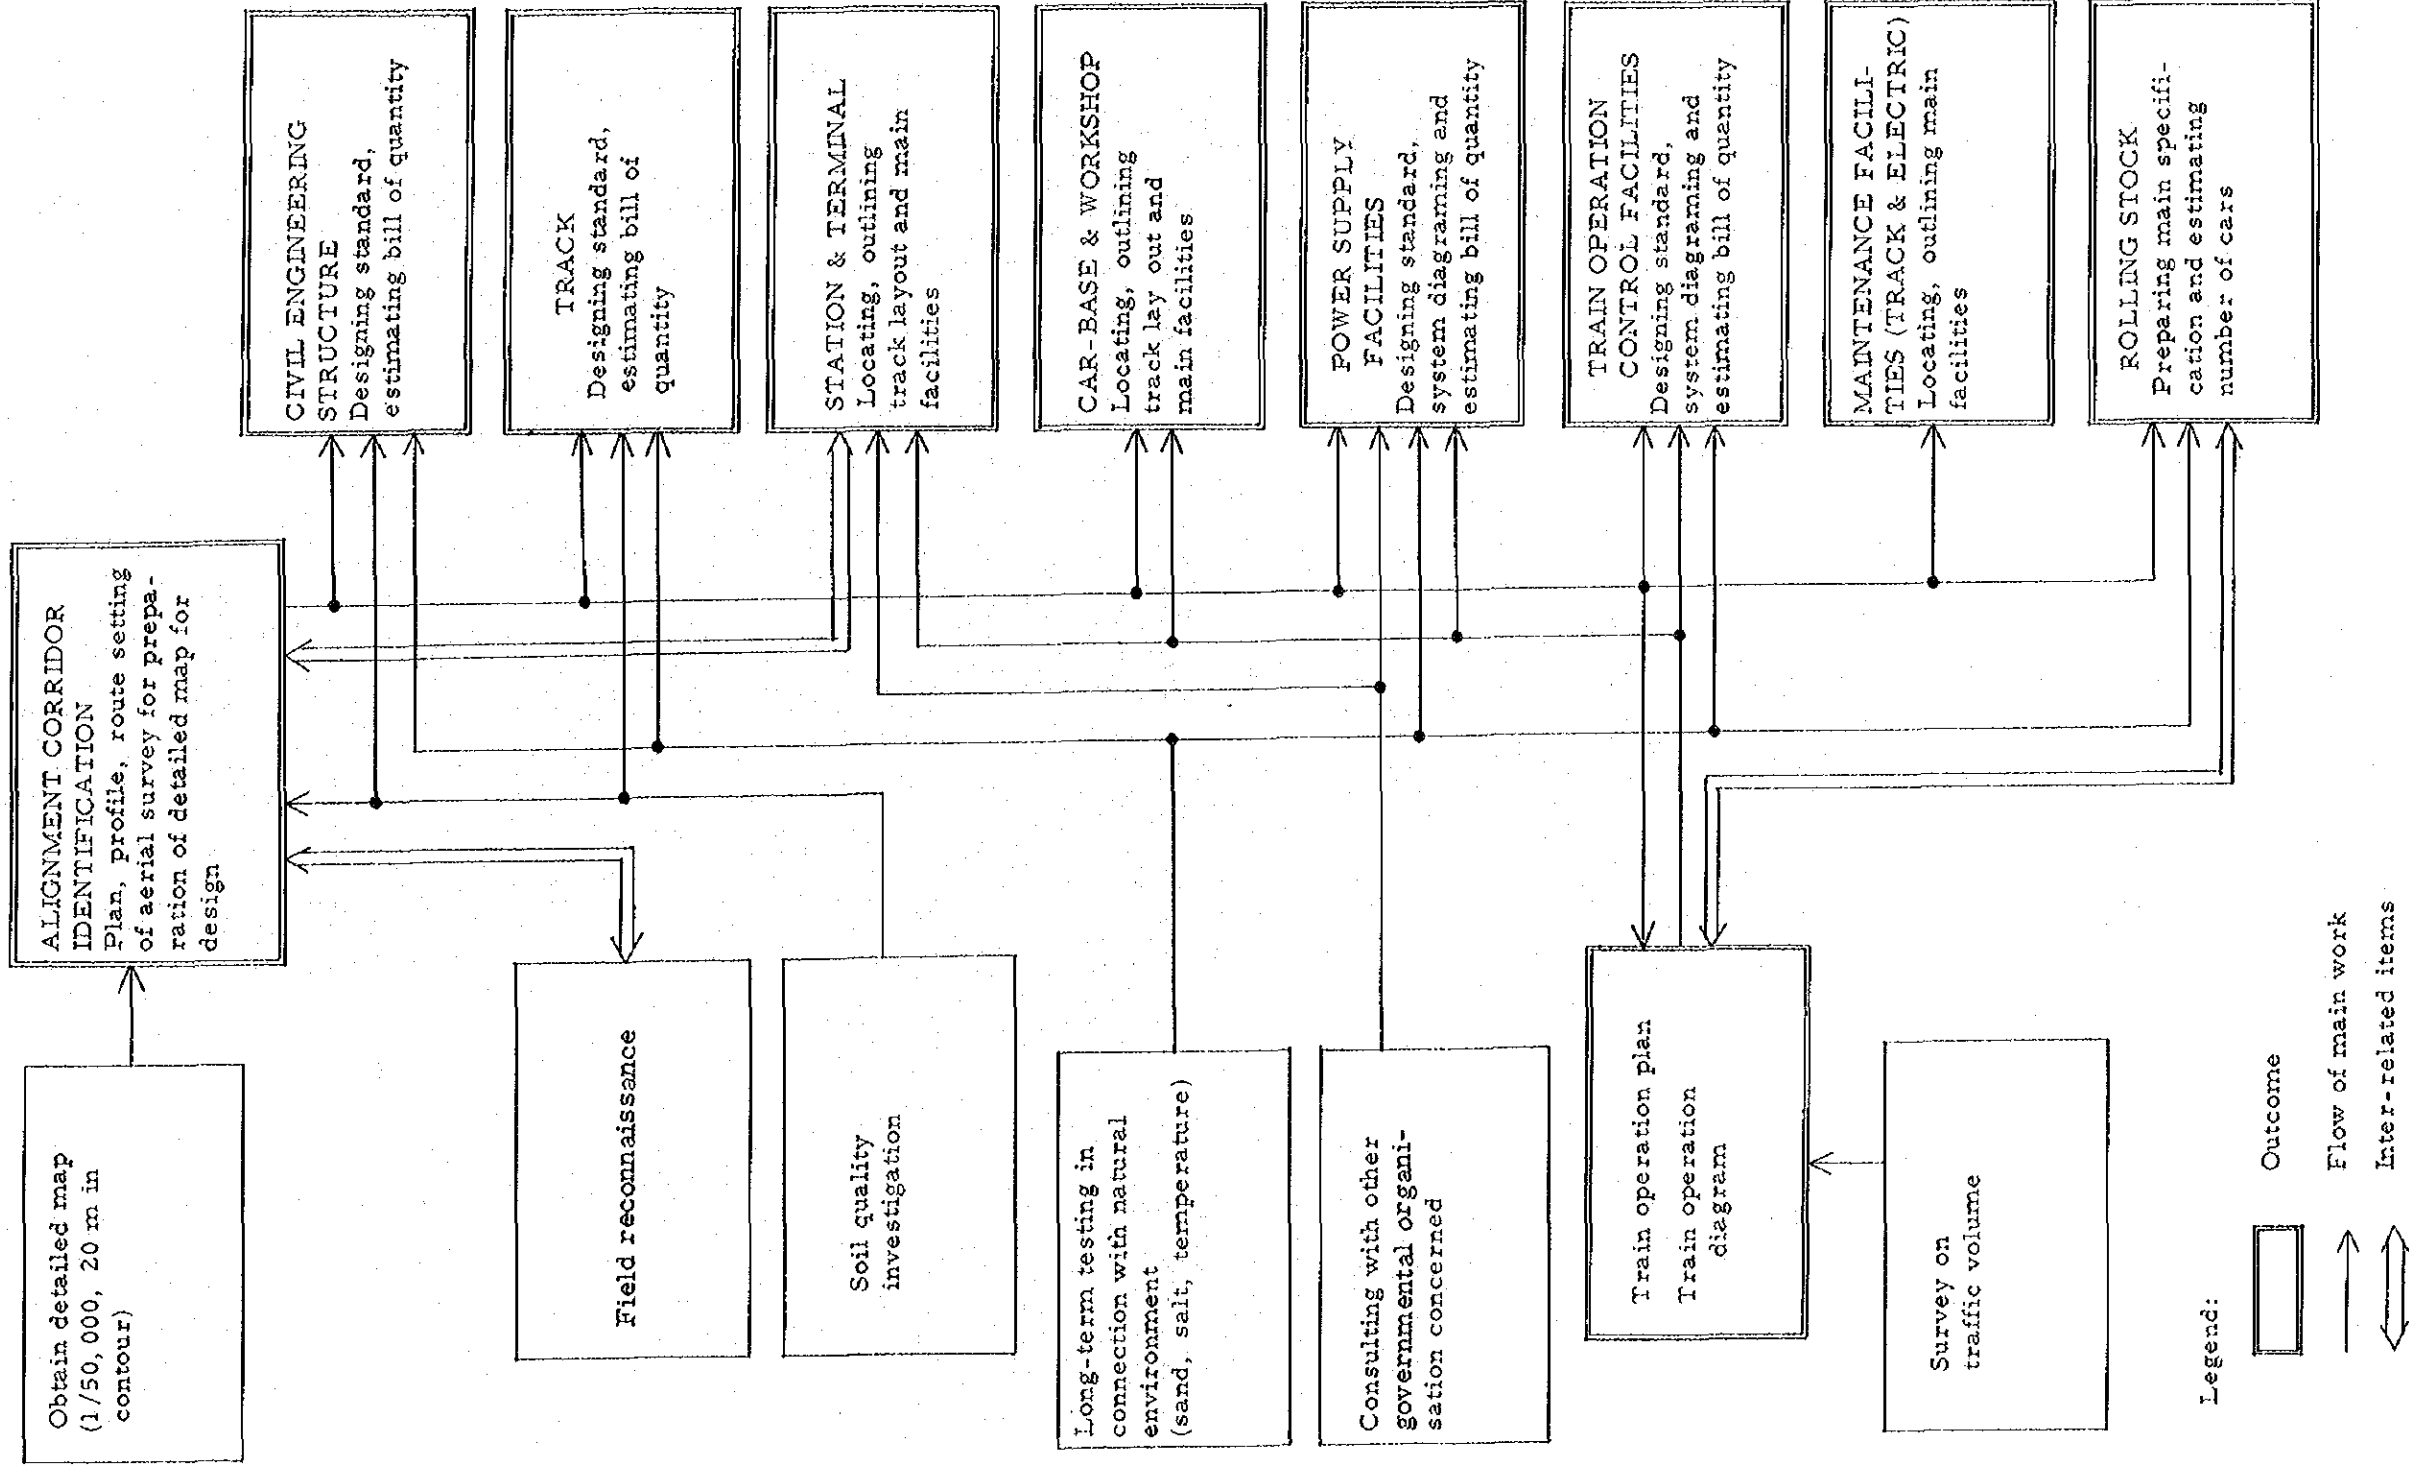 Obtain detailed map
(1/50,000, 20 m in
contour)
ALIGNMENT CORRIDOR
IDENTIFICATION
Plan, profile, route setting
of aerial survey for prepa-
ration of detailed map for
design
Field reconnaissance
Soil quality
investigation
Long-term testing in
connection with natural
environment
(sand, salt, temperature)
Consulting with other
governmental organi-
sation concerned
Train operation plan
Train operation
diagram
Survey on
traffic volume
CIVIL ENGINEERING
STRUCTURE
Designing standard,
estimating bill of quantity
TRACK
Designing standard,
estimating bill of
quantity
STATION & TERMINAL
Locating, outlining
track layout and main
facilities
CAR-BASE & WORKSHOP
Locating, outlining
track lay out and
main facilities
POWER SUPPLY
FACILITIES
Designing standard,
system diagraming and
estimating bill of quantity
TRAIN OPERATION
CONTROL FACILITIES
Designing standard,
system diagraming and
estimating bill of quantity
MAINTENANCE FACILI-
TIES (TRACK & ELECTRIC)
Locating, outlining main
facilities
ROLLING STOCK
Preparing main specifi-
cation and estimating
number of cars
Legend:
Outcome
Flow of main work
Inter-related items